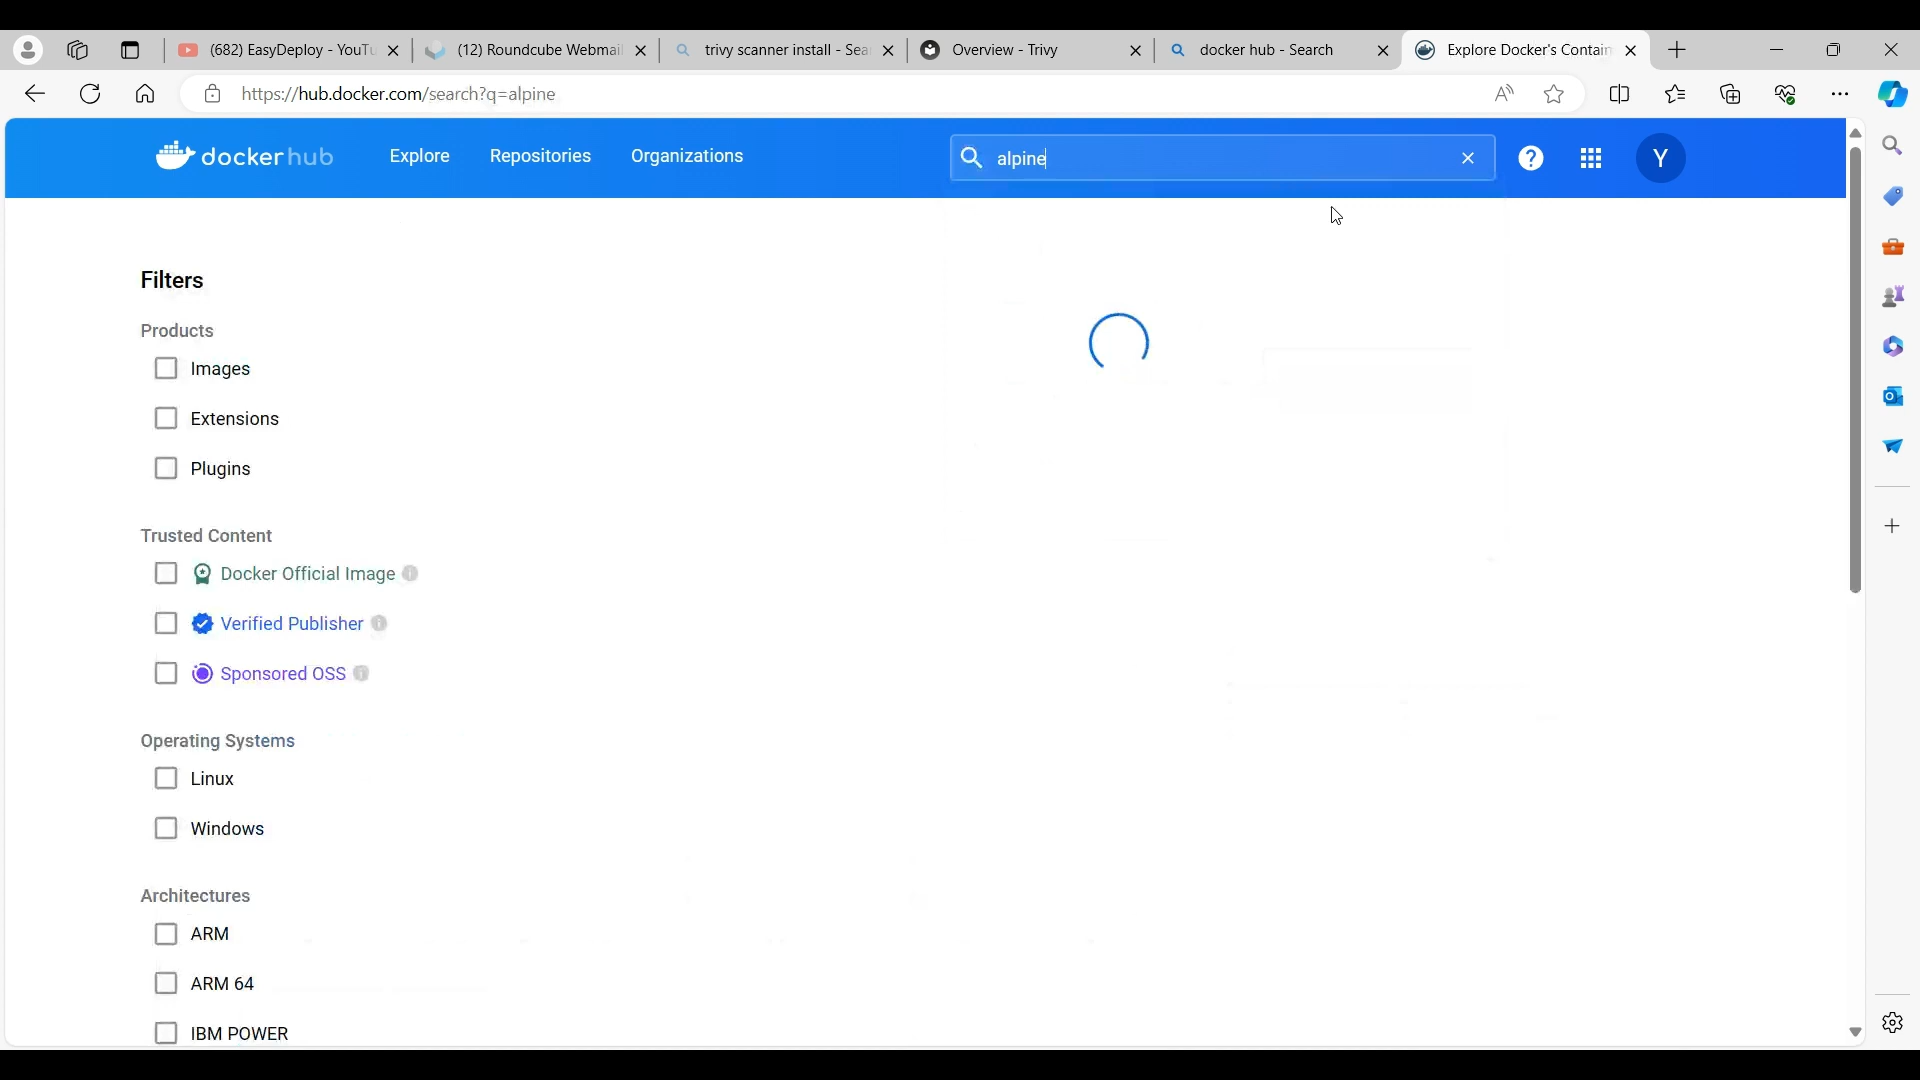 (682) EasyDeploy - YouTu
(12) Roundcube Webmail
trivy scanner install - Sea
Overview - Trivy
docker hub - Search
Explore Docker's Contain
https://hub.docker.com/search?q=alpine
docker hub
Explore
Repositories
Organizations
alpine
Y
Filters
Products
Images
Extensions
Plugins
Trusted Content
Docker Official Image
Verified Publisher
Sponsored OSS
Operating Systems
Linux
Windows
Architectures
ARM
ARM 64
IBM POWER